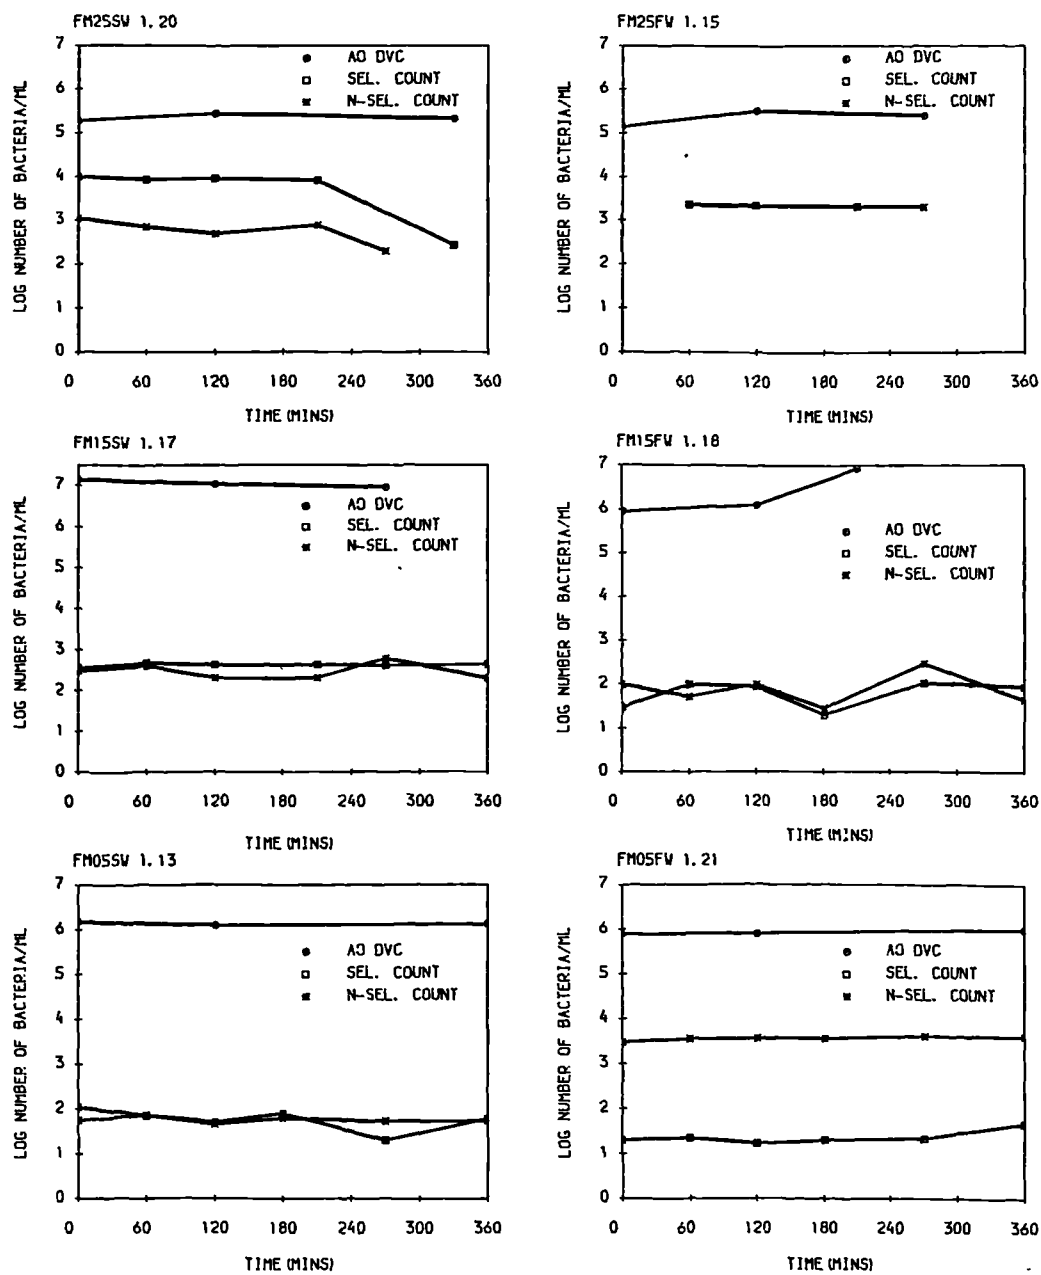 FM25SW 1.20
7
6
5
4
3
2
1
0
LOG NUMBER OF BACTERIA/ML
AO DVC
SEL. COUNT
N-SEL. COUNT
0 60 120 180 240 300 360
TIME (MINS)
FM25FW 1.15
7
6
5
4
3
2
1
0
LOG NUMBER OF BACTERIA/ML
AO DVC
SEL. COUNT
N-SEL. COUNT
0 60 120 180 240 300 360
TIME (MINS)
FM15SW 1.17
7
6
5
4
3
2
1
0
LOG NUMBER OF BACTERIA/ML
AO DVC
SEL. COUNT
N-SEL. COUNT
0 60 120 180 240 300 360
TIME (MINS)
FM15FW 1.18
7
6
5
4
3
2
1
0
LOG NUMBER OF BACTERIA/ML
AO DVC
SEL. COUNT
N-SEL. COUNT
0 60 120 180 240 300 360
TIME (MINS)
FM05SW 1.13
7
6
5
4
3
2
1
0
LOG NUMBER OF BACTERIA/ML
AO DVC
SEL. COUNT
N-SEL. COUNT
0 60 120 180 240 300 360
TIME (MINS)
FM05FW 1.21
7
6
5
4
3
2
1
0
LOG NUMBER OF BACTERIA/ML
AO DVC
SEL. COUNT
N-SEL. COUNT
0 60 120 180 240 300 360
TIME (MINS)